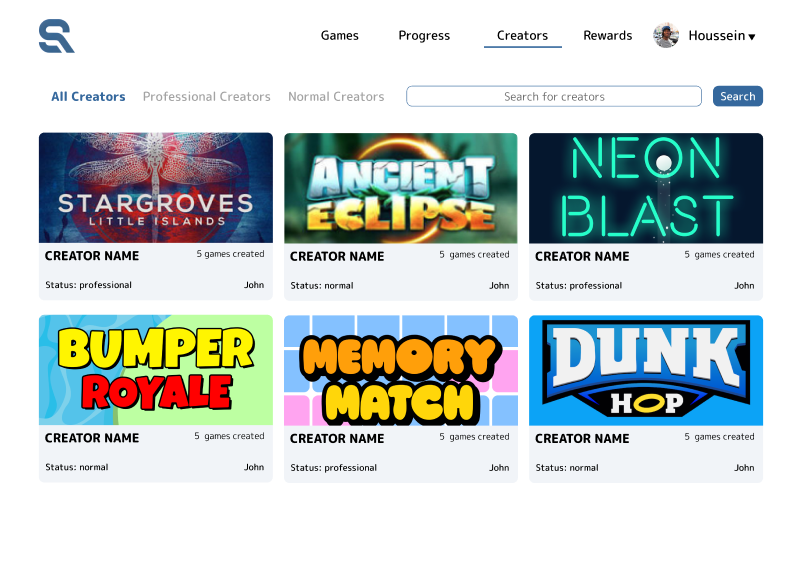 Games Progress Creators Rewards Houssein
All Creators Professional Creators Normal Creators Search for creators Search
STARGROVES
LITTLE ISLANDS
CREATOR NAME 5 games created
Status: professional John
ANCIENT
ECLIPSE
CREATOR NAME 5 games created
Status: normal John
NEON
BLAST
CREATOR NAME 5 games created
Status: professional John
BUMPER
ROYALE
CREATOR NAME 5 games created
Status: normal John
MEMORY
MATCH
CREATOR NAME 5 games created
Status: professional John
DUNK
HOP
CREATOR NAME 5 games created
Status: normal John